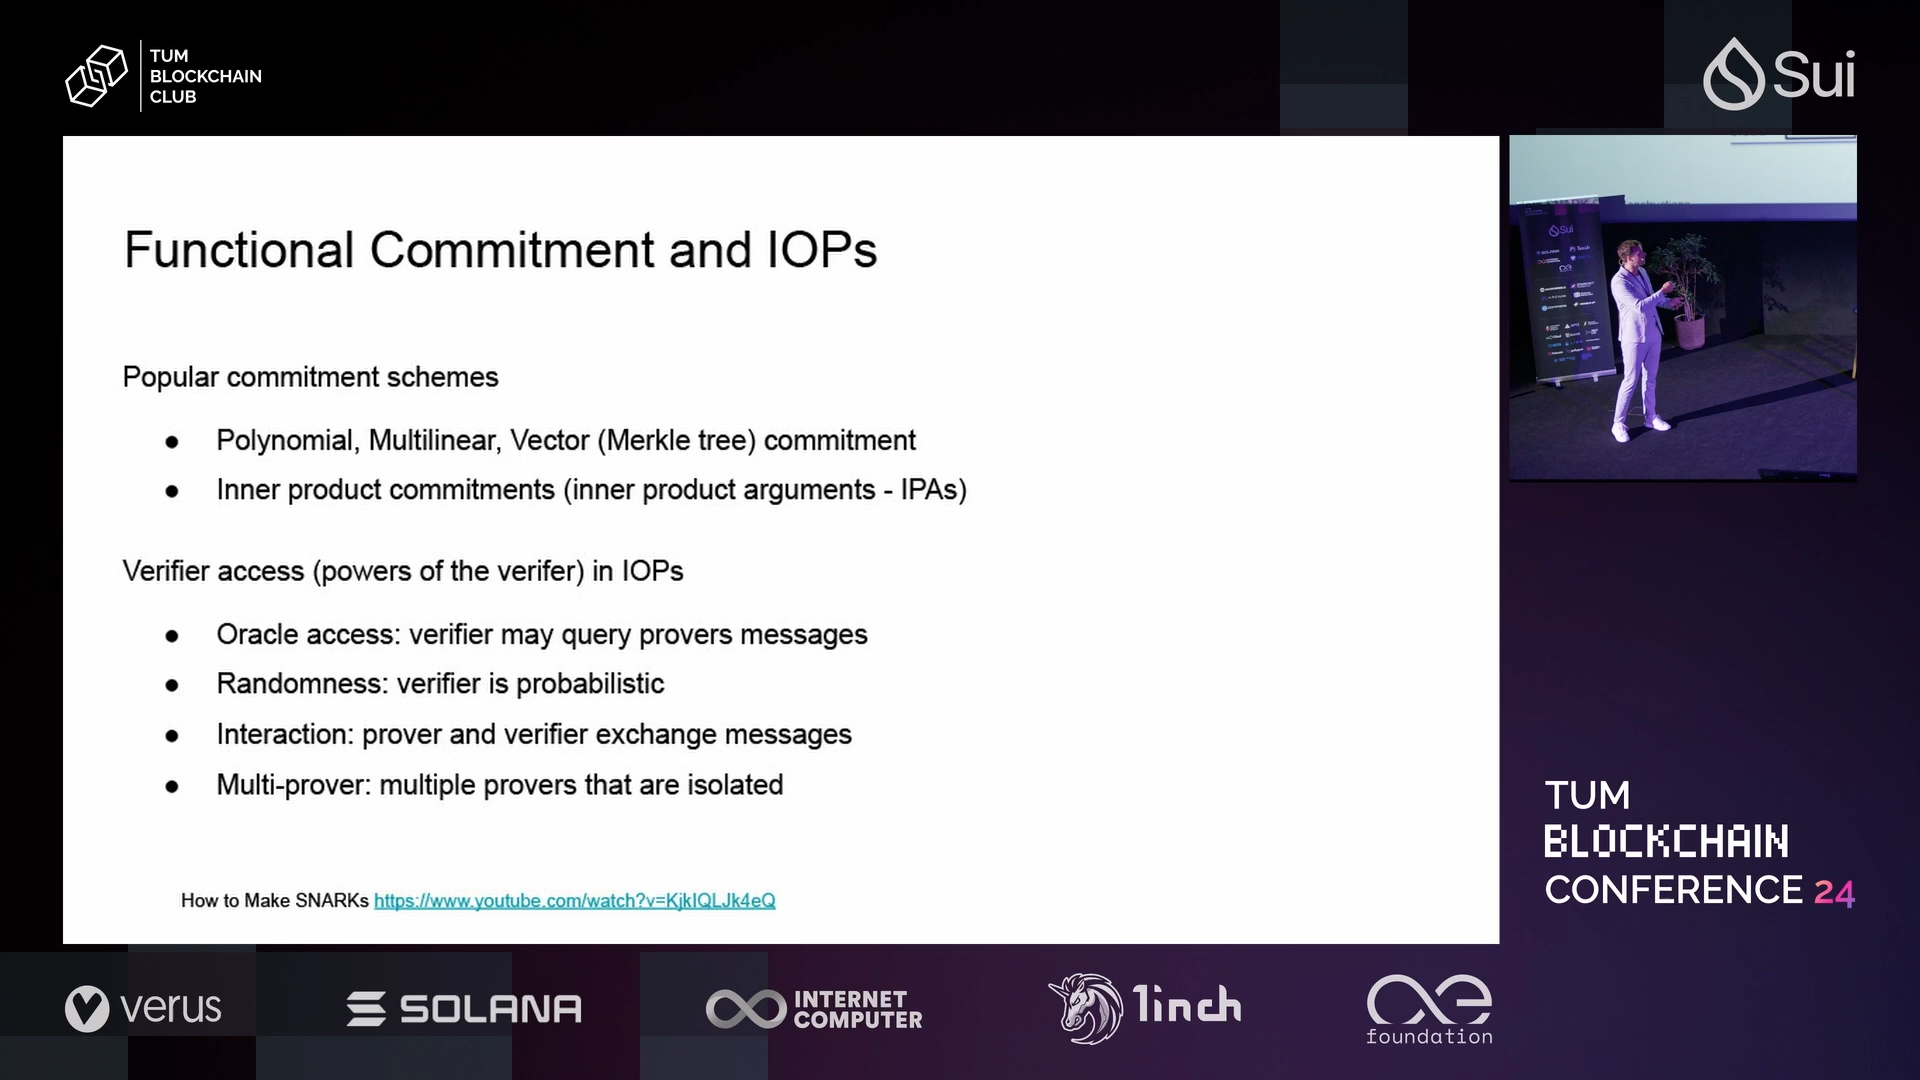 TUM
BLOCKCHAIN
CLUB
Sui
Functional Commitment and IOPs
Popular commitment schemes
● Polynomial, Multilinear, Vector (Merkle tree) commitment
● Inner product commitments (inner product arguments - IPAs)
Verifier access (powers of the verifer) in IOPs
● Oracle access: verifier may query provers messages
● Randomness: verifier is probabilistic
● Interaction: prover and verifier exchange messages
● Multi-prover: multiple provers that are isolated
How to Make SNARKs https://www.youtube.com/watch?v=KjkIQLJk4eQ
Sui
SOLANA
1inch
TUM
BLOCKCHAIN
CONFERENCE 24
verus
SOLANA
INTERNET
COMPUTER
1inch
ae
foundation